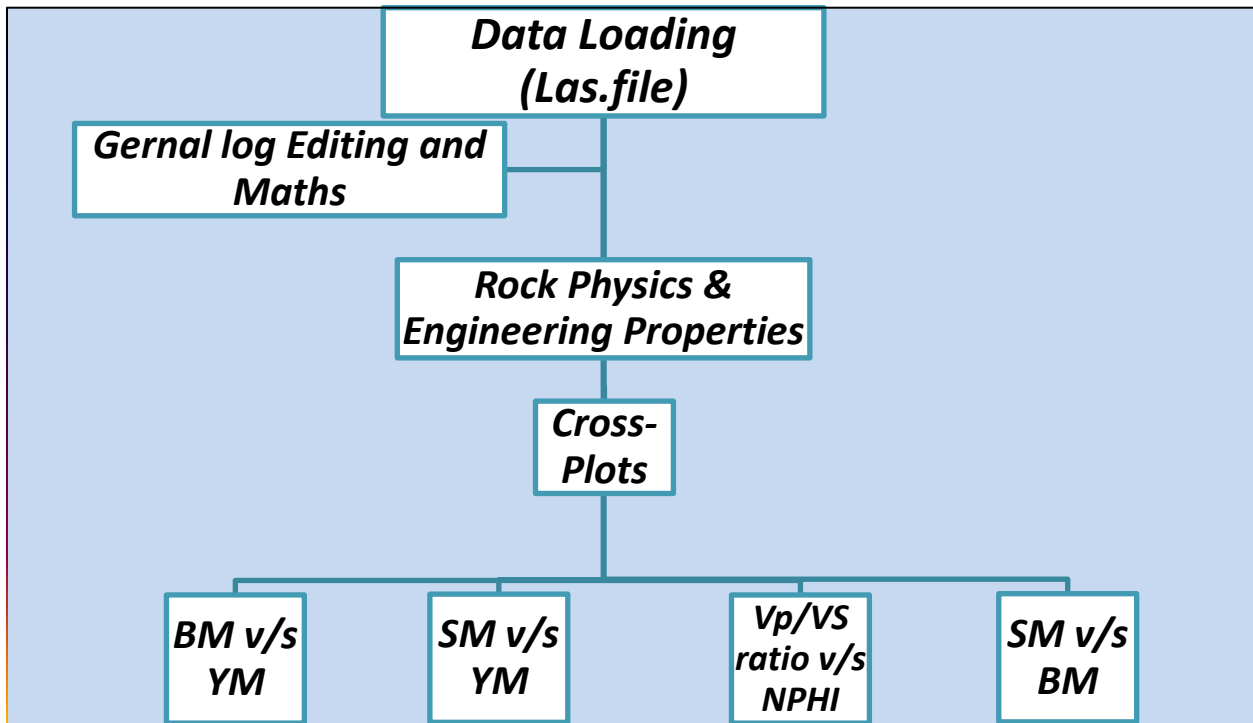 Data Loading
(Las.file)
Gernal log Editing and
Maths
Rock Physics &
Engineering Properties
Cross-
Plots
BM v/s
YM
SM v/s
YM
Vp/VS
ratio v/s
NPHI
SM v/s
BM